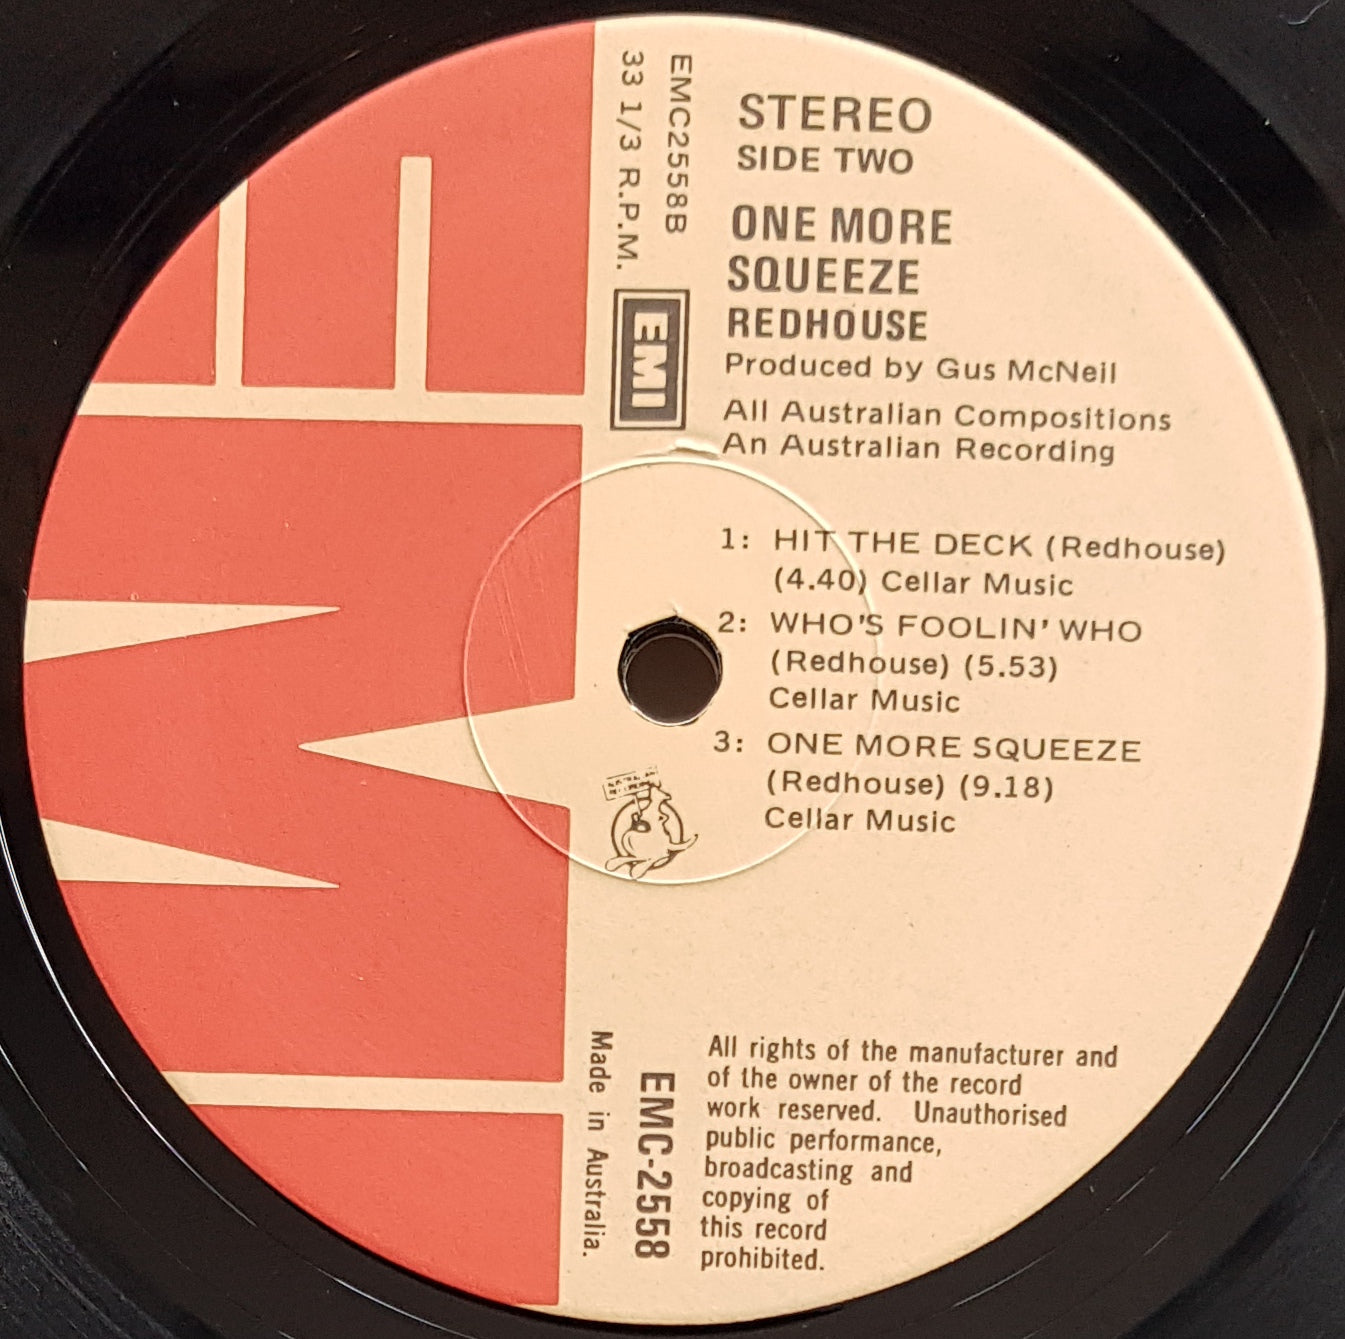 STEREO
SIDE TWO
ONE MORE
SQUEEZE
REDHOUSE
Produced by Gus McNeil
All Australian Compositions
An Australian Recording
EMC2558B
33 1/3 R.P.M.
EMI
1: HIT THE DECK (Redhouse)
(4.40) Cellar Music
2: WHO'S FOOLIN' WHO
(Redhouse) (5.53)
Cellar Music
3: ONE MORE SQUEEZE
(Redhouse) (9.18)
Cellar Music
EMC-2558
Made in Australia.
All rights of the manufacturer and
of the owner of the record
work reserved. Unauthorised
public performance,
broadcasting and
copying of
this record
prohibited.
EMI